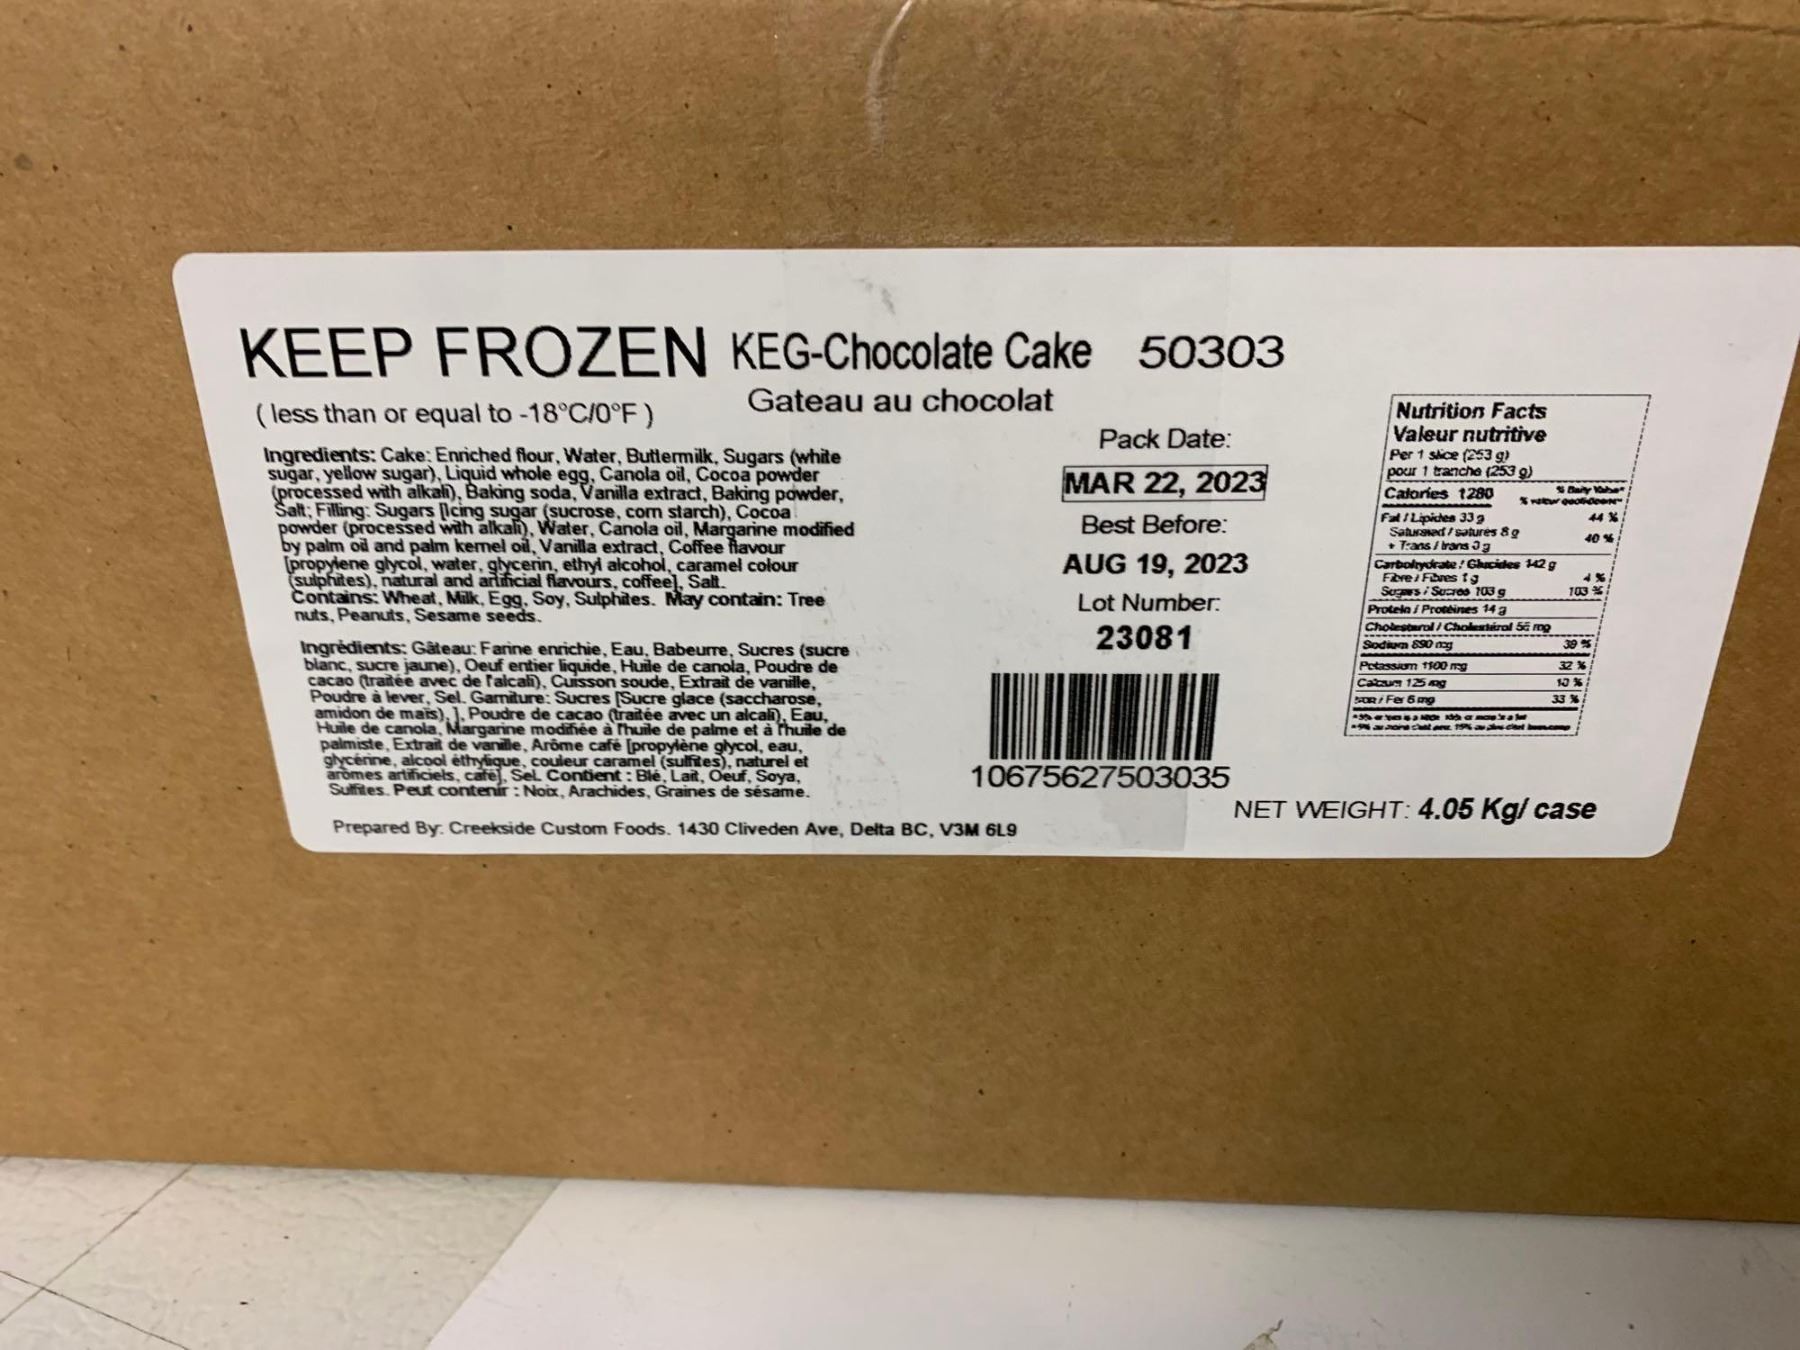 KEEP FROZEN KEG-Chocolate Cake 50303
( less than or equal to -18°C/0°F )
Gateau au chocolat
Ingredients: Cake: Enriched flour, Water, Buttermilk, Sugars (white
sugar, yellow sugar), Liquid whole egg, Canola oil, Cocoa powder
(processed with alkali), Baking soda, Vanilla extract, Baking powder,
Salt; Filling: Sugars [Icing sugar (sucrose, corn starch), Cocoa
powder (processed with alkali), Water, Canola oil, Margarine modified
by palm oil and palm kernel oil, Vanilla extract, Coffee flavour
[propylene glycol, water, glycerin, ethyl alcohol, caramel colour
(sulphites), natural and artificial flavours, coffee], Salt.
Contains: Wheat, Milk, Egg, Soy, Sulphites. May contain: Tree
nuts, Peanuts, Sesame seeds.
Ingrédients: Gâteau: Farine enrichie, Eau, Babeurre, Sucres (sucre
blanc, sucre jaune), Oeuf entier liquide, Huile de canola, Poudre de
cacao (traitée avec de l'alcali), Cuisson soude, Extrait de vanille,
Poudre à lever, Sel. Garniture: Sucres [Sucre glace (saccharose,
amidon de maïs), ], Poudre de cacao (traitée avec un alcali), Eau,
Huile de canola, Margarine modifiée à l'huile de palme et à l'huile de
palmiste, Extrait de vanille, Arôme café [propylène glycol, eau,
glycérine, alcool éthylique, couleur caramel (sulfites), naturel et
arômes artificiels, café], Sel. Contient : Blé, Lait, Oeuf, Soya,
Sulfites. Peut contenir : Noix, Arachides, Graines de sésame.
Prepared By: Creekside Custom Foods. 1430 Cliveden Ave, Delta BC, V3M 6L9
Pack Date:
MAR 22, 2023
Best Before:
AUG 19, 2023
Lot Number:
23081
10675627503035
NET WEIGHT: 4.05 Kg/ case
Nutrition Facts
Valeur nutritive
Per 1 slice (253 g)
pour 1 tranche (253 g)
Calories 1280
% Daily Value*
% valeur quotidienne*
Fat / Lipides 33 g 44 %
Saturated / saturés 8 g
+ Trans / trans 0 g 40 %
Carbohydrate / Glucides 142 g
Fibre / Fibres 1 g 4 %
Sugars / Sucres 103 g 103 %
Protein / Protéines 14 g
Cholesterol / Cholestérol 55 mg
Sodium 890 mg 39 %
Potassium 1100 mg 32 %
Calcium 125 mg 10 %
Iron / Fer 6 mg 33 %